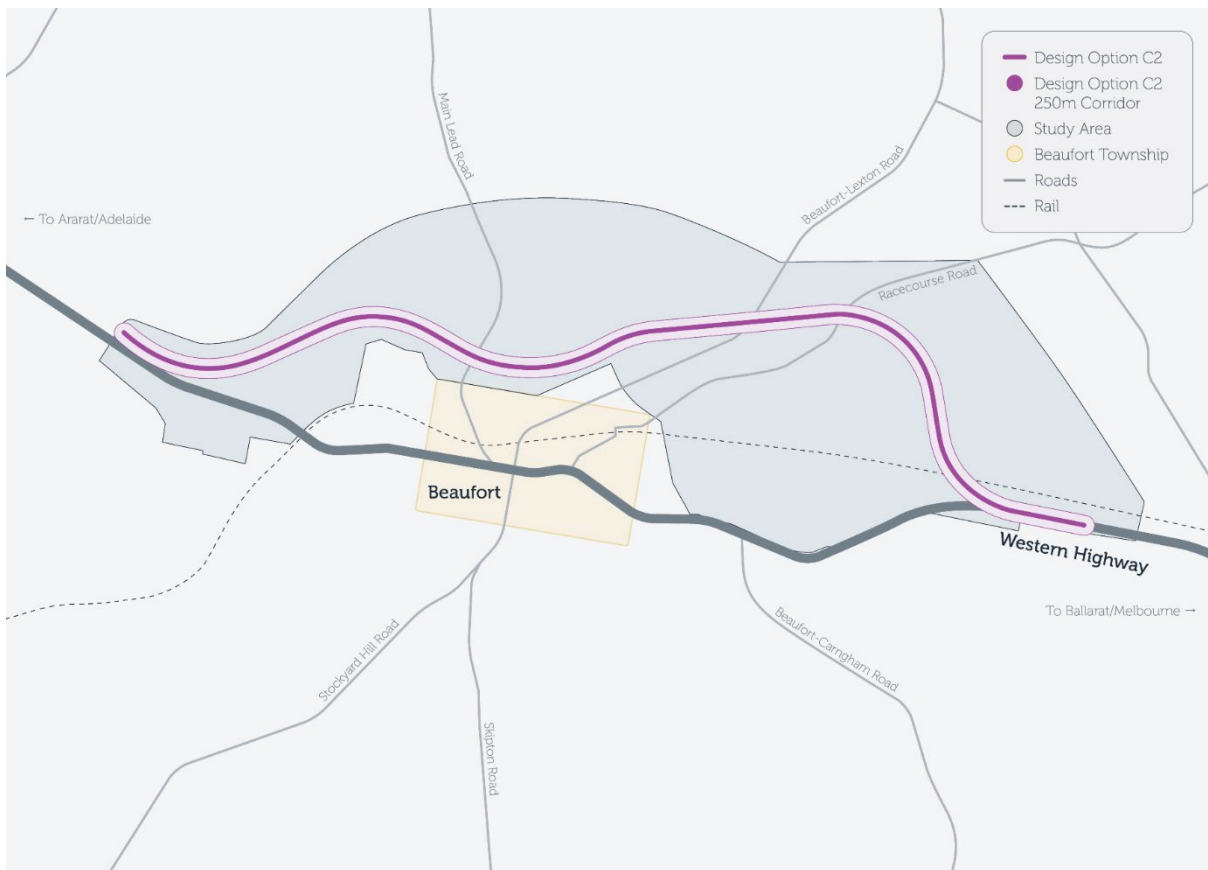 Design Option C2
Design Option C2
250m Corridor
Study Area
Beaufort Township
Roads
Rail
Main Lead Road
Beaufort-Lexton Road
← To Ararat/Adelaide
Racecourse Road
Beaufort
Western Highway
To Ballarat/Melbourne →
Stockyard Hill Road
Beaufort-Carngham Road
Skipton Road